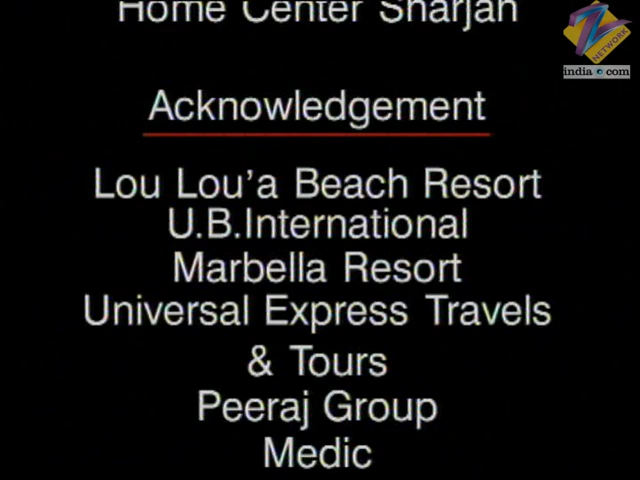 Home Center Sharjah
NETWORK
india.com
Acknowledgement
Lou Lou'a Beach Resort
U.B.International
Marbella Resort
Universal Express Travels
& Tours
Peeraj Group
Medic